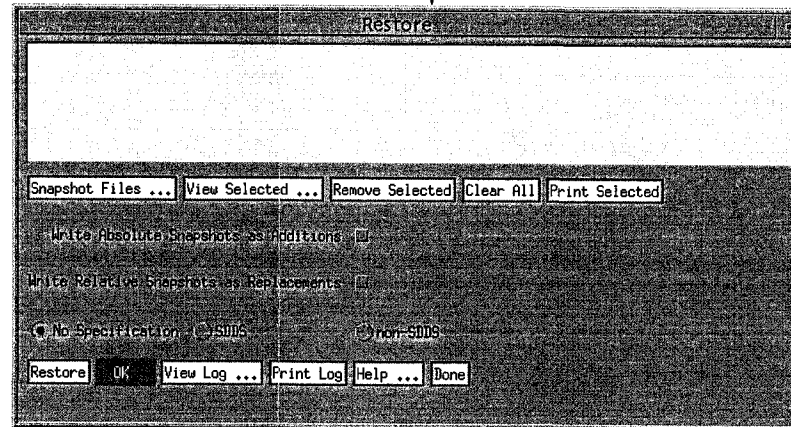 Restore
Snapshot Files ... View Selected ... Remove Selected Clear All Print Selected
Write Absolute Snapshots as Additions
Write Relative Snapshots as Replacements
No Specification SDDS non-SDDS
Restore OK View Log ... Print Log Help ... Done